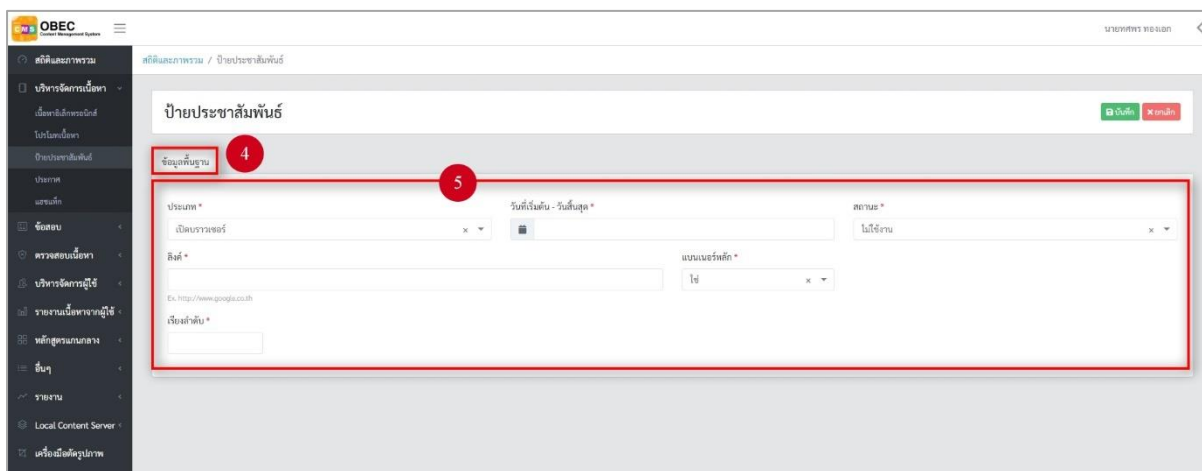 CMS OBEC
Content Management System
นายทศพร ทองเอก
สถิติและภาพรวม
บริหารจัดการเนื้อหา
เนื้อหาอิเล็กทรอนิกส์
โปรโมทเนื้อหา
ป้ายประชาสัมพันธ์
ประกาศ
แฮชแท็ก
ข้อสอบ
ตรวจสอบเนื้อหา
บริหารจัดการผู้ใช้
รายงานเนื้อหาจากผู้ใช้
หลักสูตรแกนกลาง
อื่นๆ
รายงาน
Local Content Server
เครื่องมือตัดรูปภาพ
สถิติและภาพรวม / ป้ายประชาสัมพันธ์
ป้ายประชาสัมพันธ์
บันทึก × ยกเลิก
ข้อมูลพื้นฐาน 4
5
ประเภท * วันที่เริ่มต้น - วันสิ้นสุด * สถานะ *
เปิดบราวเซอร์ × ไม่ใช้งาน ×
ลิงค์ * แบนเนอร์หลัก *
ใช่ ×
Ex. http://www.google.co.th
เรียงลำดับ *